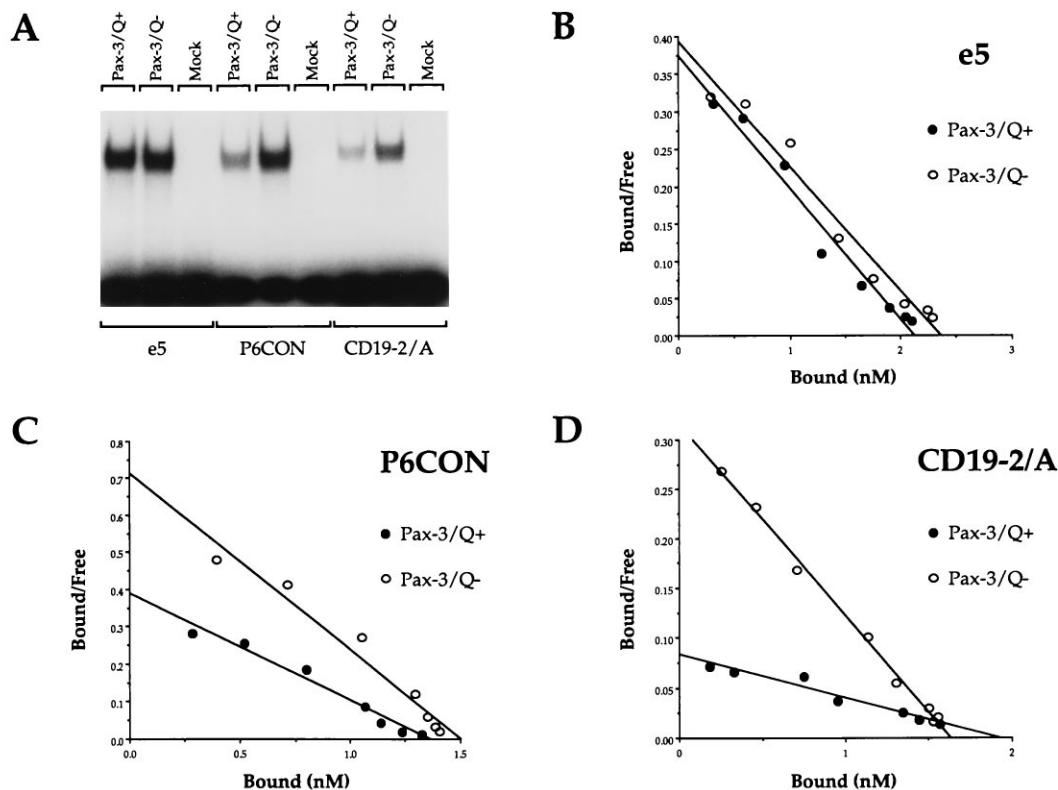 A
Pax-3/Q+
Pax-3/Q-
Mock
Pax-3/Q+
Pax-3/Q-
Mock
Pax-3/Q+
Pax-3/Q-
Mock
e5
P6CON
CD19-2/A
B
e5
Pax-3/Q+
Pax-3/Q-
Bound/Free
0.40
0.35
0.30
0.25
0.20
0.15
0.10
0.05
0.00
0
1
2
3
Bound (nM)
C
P6CON
Pax-3/Q+
Pax-3/Q-
Bound/Free
0.8
0.7
0.6
0.5
0.4
0.3
0.2
0.1
0.0
0.0
0.5
1.0
1.5
Bound (nM)
D
CD19-2/A
Pax-3/Q+
Pax-3/Q-
Bound/Free
0.30
0.25
0.20
0.15
0.10
0.05
0.00
0
1
2
Bound (nM)